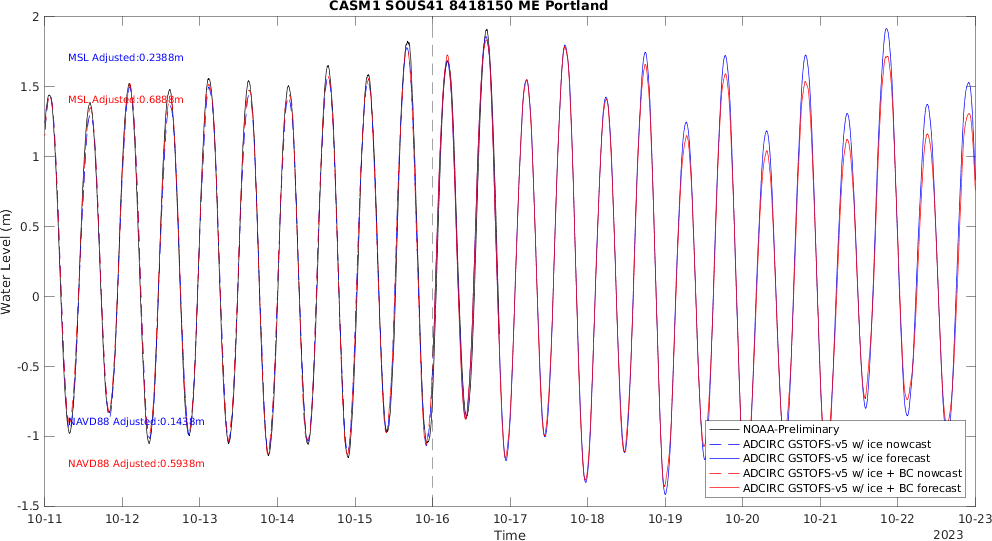 CASM1 SOUS41 8418150 ME Portland
2
MSL Adjusted:0.2388m
1.5
MSL Adjusted:0.6888m
1
0.5
0
-0.5
-1
-1.5
Water Level (m)
NAVD88 Adjusted:0.1438m
NAVD88 Adjusted:0.5938m
NOAA-Preliminary
ADCIRC GSTOFS-v5 w/ ice nowcast
ADCIRC GSTOFS-v5 w/ ice forecast
ADCIRC GSTOFS-v5 w/ ice + BC nowcast
ADCIRC GSTOFS-v5 w/ ice + BC forecast
10-11 10-12 10-13 10-14 10-15 10-16 10-17 10-18 10-19 10-20 10-21 10-22 10-23
Time
2023